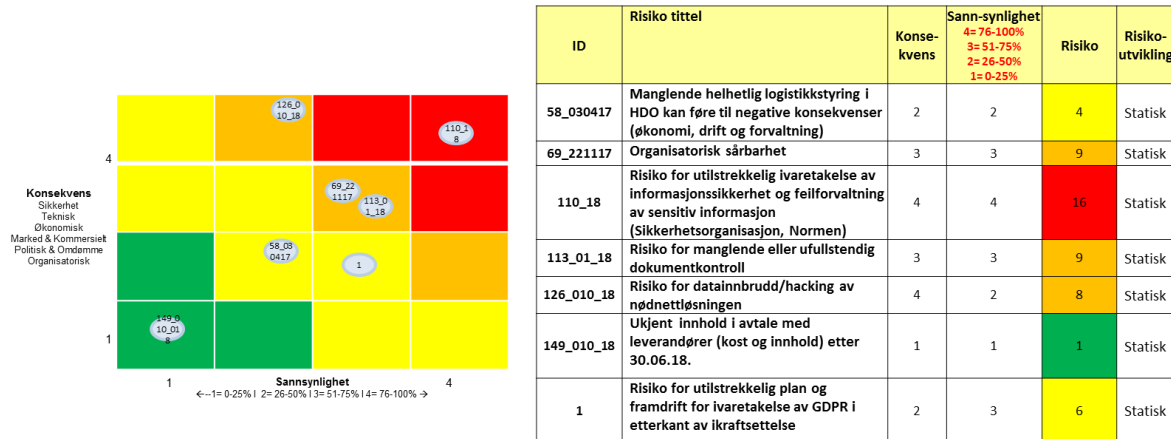 126_0
10_18
110_1
8
4
Konsekvens
Sikkerhet
Teknisk
Økonomisk
Marked & Kommersielt
Politisk & Omdømme
Organisatorisk
69_22
1117
113_0
1_18
58_03
0417
1
149_0
10_01
8
1
1
Sannsynlighet
4
<--1= 0-25% I 2= 26-50% I 3= 51-75% I 4= 76-100% →
ID
Risiko tittel
Konse-
kvens
Sann-synlighet
4= 76-100%
3= 51-75%
2= 26-50%
1= 0-25%
Risiko
Risiko-
utvikling
58_030417
Manglende helhetlig logistikkstyring i
HDO kan føre til negative konsekvenser
(økonomi, drift og forvaltning)
2
2
4
Statisk
69_221117
Organisatorisk sårbarhet
3
3
9
Statisk
110_18
Risiko for utilstrekkelig ivaretakelse av
informasjonssikkerhet og feilforvaltning
av sensitiv informasjon
(Sikkerhetsorganisasjon, Normen)
4
4
16
Statisk
113_01_18
Risiko for manglende eller ufullstendig
dokumentkontroll
3
3
9
Statisk
126_010_18
Risiko for datainnbrudd/hacking av
nødnettløsningen
4
2
8
Statisk
149_010_18
Ukjent innhold i avtale med
leverandører (kost og innhold) etter
30.06.18.
1
1
1
Statisk
1
Risiko for utilstrekkelig plan og
framdrift for ivaretakelse av GDPR i
etterkant av ikraftsettelse
2
3
6
Statisk